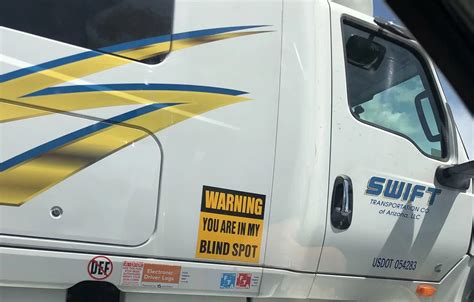 WARNING
YOU ARE IN MY
BLIND SPOT
SWIFT
TRANSPORTATION CO.
of Arizona, LLC
USDOT 054283
DEF
Electronic
Driver Logs